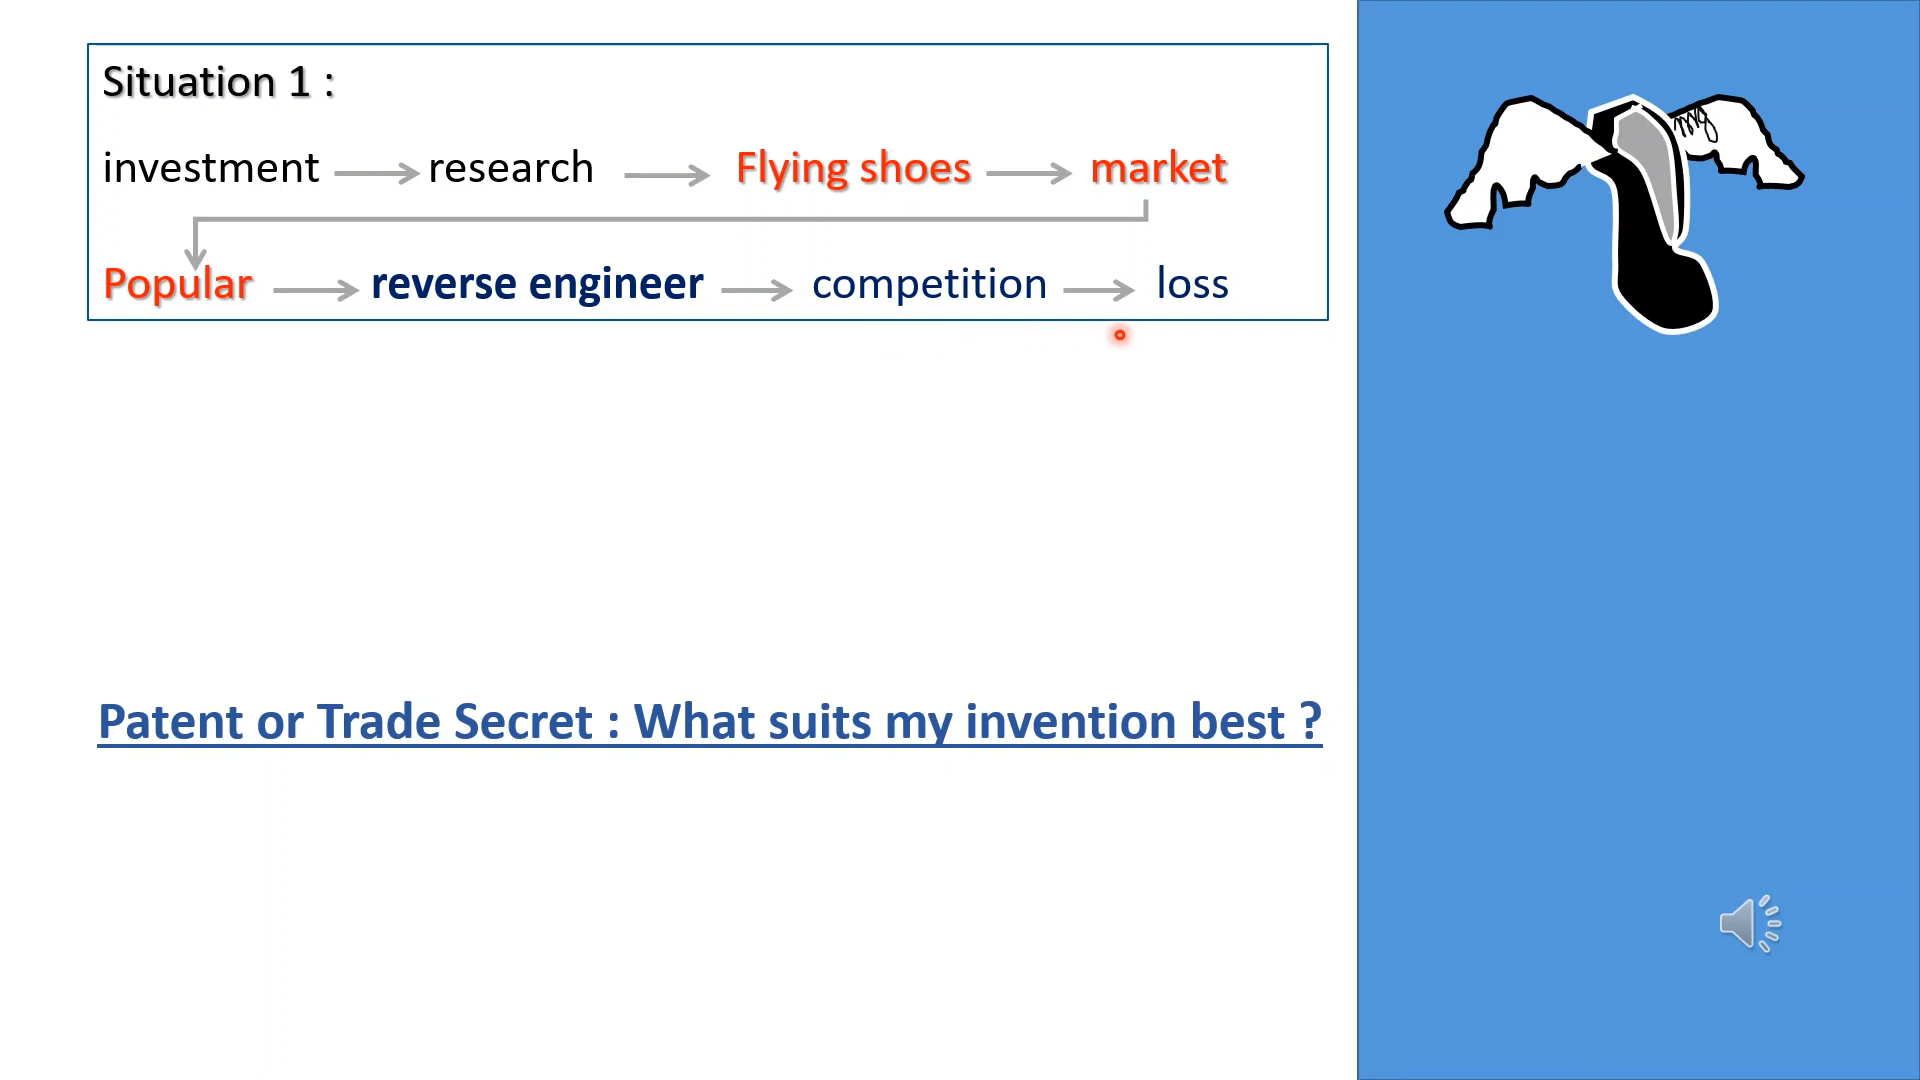 Situation 1 :
investment research Flying shoes market
Popular reverse engineer competition loss
Patent or Trade Secret : What suits my invention best ?